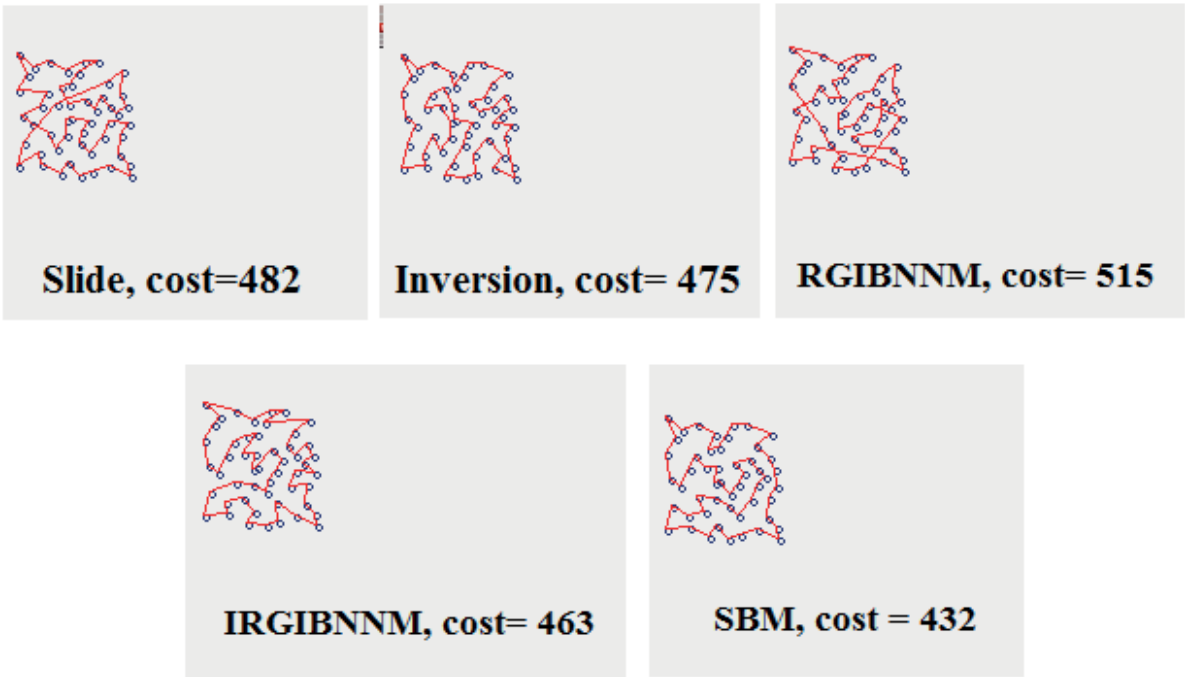 Slide, cost=482
Inversion, cost= 475
RGIBNNM, cost= 515
IRGIBNNM, cost= 463
SBM, cost = 432